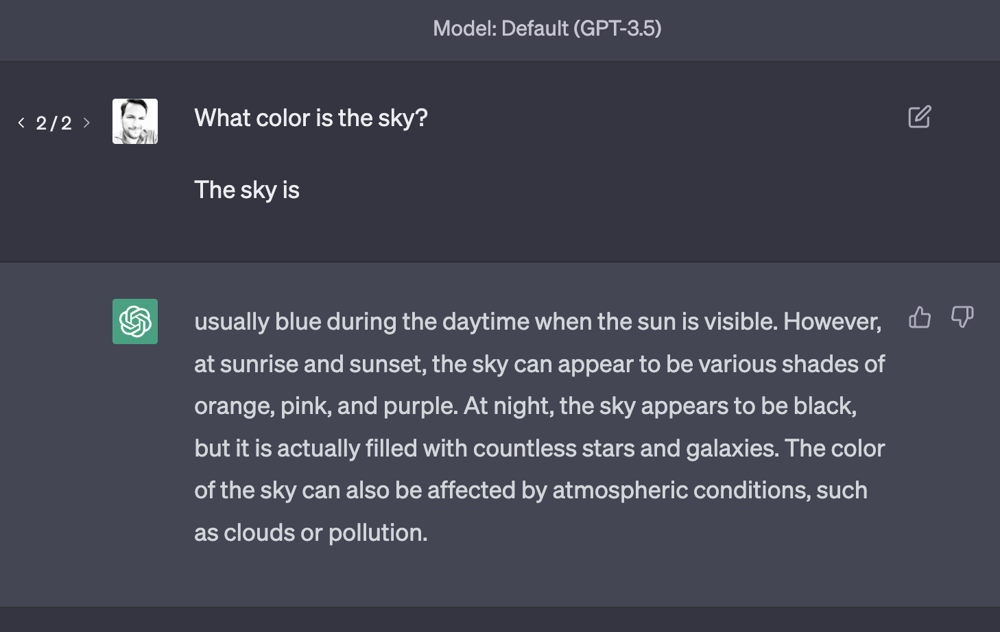 Model: Default (GPT-3.5)
< 2 / 2 >
What color is the sky?
The sky is
usually blue during the daytime when the sun is visible. However,
at sunrise and sunset, the sky can appear to be various shades of
orange, pink, and purple. At night, the sky appears to be black,
but it is actually filled with countless stars and galaxies. The color
of the sky can also be affected by atmospheric conditions, such
as clouds or pollution.